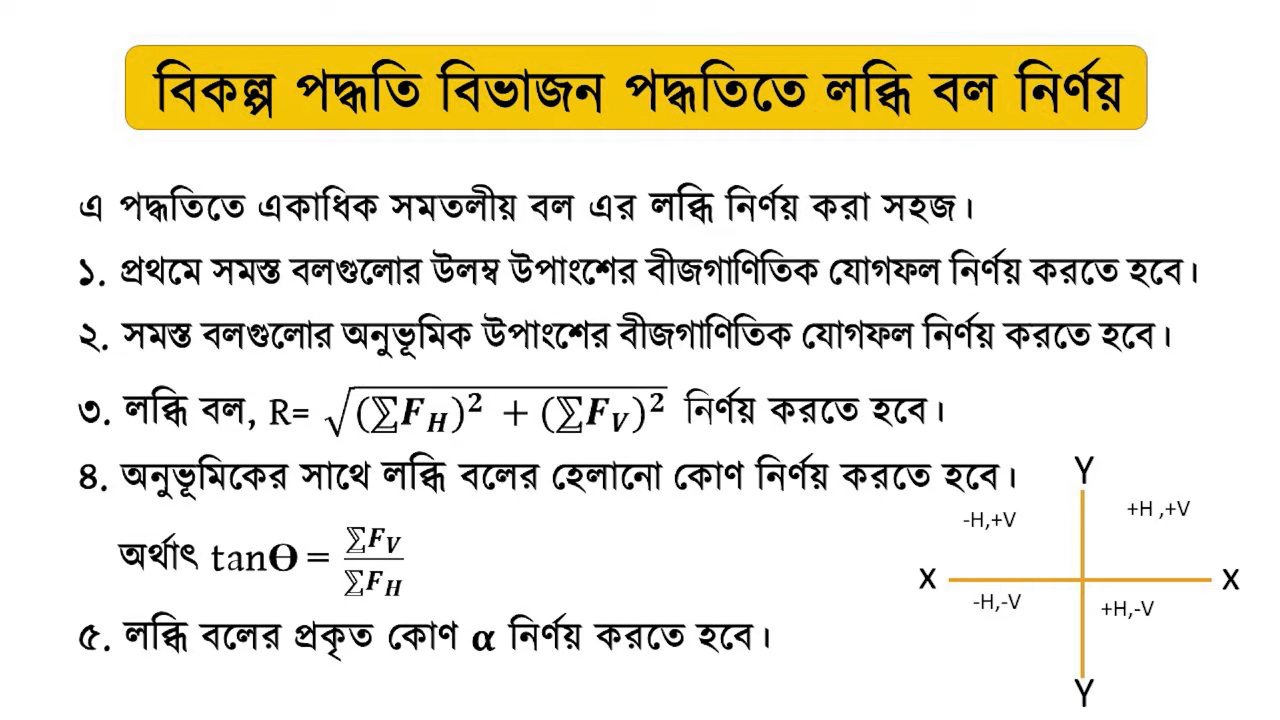 বিকল্প পদ্ধতি বিভাজন পদ্ধতিতে লব্ধি বল নির্ণয়
এ পদ্ধতিতে একাধিক সমতলীয় বল এর লব্ধি নির্ণয় করা সহজ।
১. প্রথমে সমস্ত বলগুলোর উলম্ব উপাংশের বীজগাণিতিক যোগফল নির্ণয় করতে হবে।
২. সমস্ত বলগুলোর অনুভূমিক উপাংশের বীজগাণিতিক যোগফল নির্ণয় করতে হবে।
৩. লব্ধি বল, R= √(∑F_H)² + (∑F_V)² নির্ণয় করতে হবে।
৪. অনুভূমিকের সাথে লব্ধি বলের হেলানো কোণ নির্ণয় করতে হবে।
অর্থাৎ tanΘ = ∑F_V / ∑F_H
৫. লব্ধি বলের প্রকৃত কোণ α নির্ণয় করতে হবে।
Y
-H,+V +H ,+V
X X
-H,-V +H,-V
Y